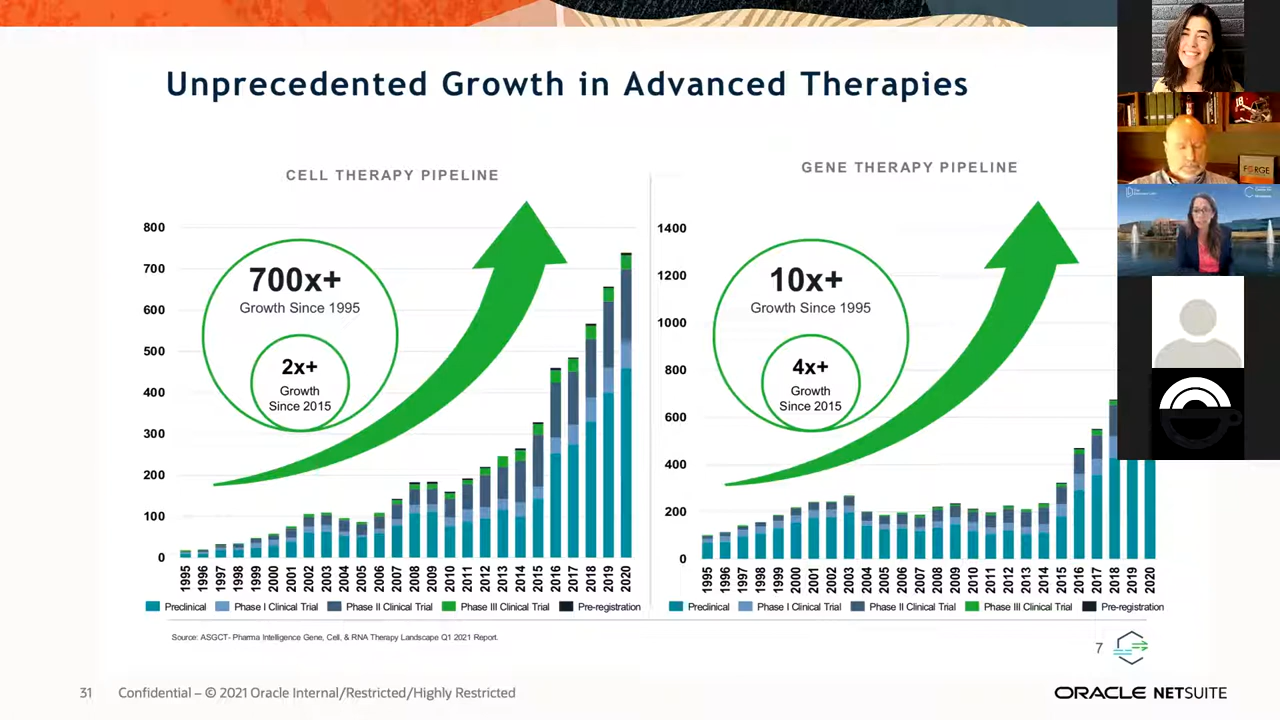 Unprecedented Growth in Advanced Therapies
CELL THERAPY PIPELINE
800
700
600
500
400
300
200
100
0
700x+
Growth Since 1995
2x+
Growth
Since 2015
1995 1996 1997 1998 1999 2000 2001 2002 2003 2004 2005 2006 2007 2008 2009 2010 2011 2012 2013 2014 2015 2016 2017 2018 2019 2020
Preclinical Phase I Clinical Trial Phase II Clinical Trial Phase III Clinical Trial Pre-registration
GENE THERAPY PIPELINE
1400
1200
1000
800
600
400
200
0
10x+
Growth Since 1995
4x+
Growth
Since 2015
1995 1996 1997 1998 1999 2000 2001 2002 2003 2004 2005 2006 2007 2008 2009 2010 2011 2012 2013 2014 2015 2016 2017 2018 2019 2020
Preclinical Phase I Clinical Trial Phase II Clinical Trial Phase III Clinical Trial Pre-registration
Source: ASGCT- Pharma Intelligence Gene, Cell, & RNA Therapy Landscape Q1 2021 Report.
7
31 Confidential – © 2021 Oracle Internal/Restricted/Highly Restricted
ORACLE NETSUITE
18
FORGE